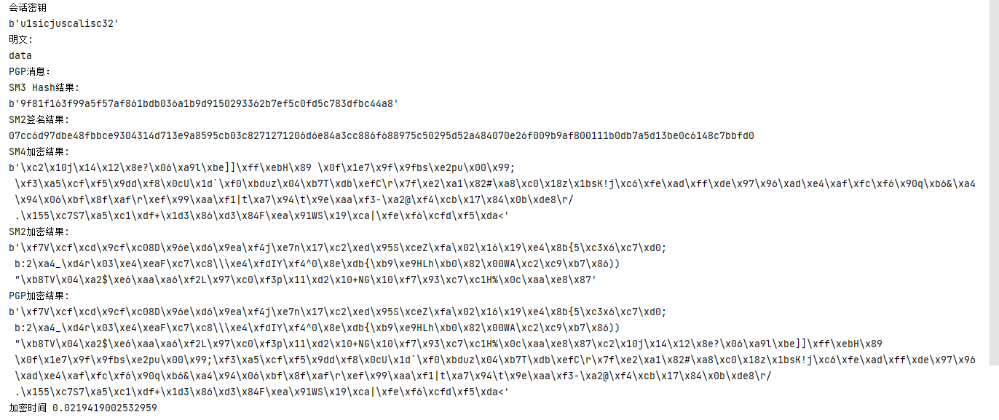 会话密钥
b'u1sicjuscalisc32'
明文:
data
PGP消息:
SM3 Hash结果:
b'9f81f163f99a5f57af861bdb036a1b9d9150293362b7ef5c0fd5c783dfbc44a8'
SM2签名结果:
07cc6d97dbe48fbbce9304314d713e9a8595cb03c8271271206d6e84a3cc886f688975c50295d52a484070e26f009b9af800111b0db7a5d13be0c6148c7bbfd0
SM4加密结果:
b'\xc2\x10j\x14\x12\x8e?\x06\xa9l\xbe]]\xff\xebH\x89 \x0f\x1e7\x9f\x9fbs\xe2pu\x00\x99;
\xf3\xa5\xcf\xf5\x9dd\xf8\x0cU\x1d`\xf0\xbduz\x04\xb7T\xdb\xefC\r\x7f\xe2\xa1\x82#\xa8\xc0\x18z\x1bsK!j\xc6\xfe\xad\xff\xde\x97\x96\xad\xe4\xaf\xfc\xf6\x90q\xb6&\xa4
\x94\x06\xbf\x8f\xaf\r\xef\x99\xaa\xf1|t\xa7\x94\t\x9e\xaa\xf3-\xa2@\xf4\xcb\x17\x84\x0b\xde8\r/
.\x155\xc7S7\xa5\xc1\xdf+\x1d3\x86\xd3\x84F\xea\x91WS\x19\xca|\xfe\xf6\xcfd\xf5\xda<'
SM2加密结果:
b'\xf7V\xcf\xcd\x9cf\xc08D\x96e\xd6\x9ea\xf4j\xe7n\x17\xc2\xed\x95S\xceZ\xfa\x02\x16\x19\xe4\x8b{5\xc3x6\xc7\xd0;
b:2\xa4_\xd4r\x03\xe4\xeaF\xc7\xc8\\\xe4\xfdIY\xf4^0\x8e\xdb{\xb9\xe9HLh\xb0\x82\x00WA\xc2\xc9\xb7\x86))
"\xb8TV\x04\xa2$\xe6\xaa\xa6\xf2L\x97\xc0\xf3p\x11\xd2\x10+NG\x10\xf7\x93\xc7\xc1H%\x0c\xaa\xe8\x87'
PGP加密结果:
b'\xf7V\xcf\xcd\x9cf\xc08D\x96e\xd6\x9ea\xf4j\xe7n\x17\xc2\xed\x95S\xceZ\xfa\x02\x16\x19\xe4\x8b{5\xc3x6\xc7\xd0;
b:2\xa4_\xd4r\x03\xe4\xeaF\xc7\xc8\\\xe4\xfdIY\xf4^0\x8e\xdb{\xb9\xe9HLh\xb0\x82\x00WA\xc2\xc9\xb7\x86))
"\xb8TV\x04\xa2$\xe6\xaa\xa6\xf2L\x97\xc0\xf3p\x11\xd2\x10+NG\x10\xf7\x93\xc7\xc1H%\x0c\xaa\xe8\x87\xc2\x10j\x14\x12\x8e?\x06\xa9l\xbe]]\xff\xebH\x89
\x0f\x1e7\x9f\x9fbs\xe2pu\x00\x99;\xf3\xa5\xcf\xf5\x9dd\xf8\x0cU\x1d`\xf0\xbduz\x04\xb7T\xdb\xefC\r\x7f\xe2\xa1\x82#\xa8\xc0\x18z\x1bsK!j\xc6\xfe\xad\xff\xde\x97\x96
\xad\xe4\xaf\xfc\xf6\x90q\xb6&\xa4\x94\x06\xbf\x8f\xaf\r\xef\x99\xaa\xf1|t\xa7\x94\t\x9e\xaa\xf3-\xa2@\xf4\xcb\x17\x84\x0b\xde8\r/
.\x155\xc7S7\xa5\xc1\xdf+\x1d3\x86\xd3\x84F\xea\x91WS\x19\xca|\xfe\xf6\xcfd\xf5\xda<'
加密时间 0.0219419002532959